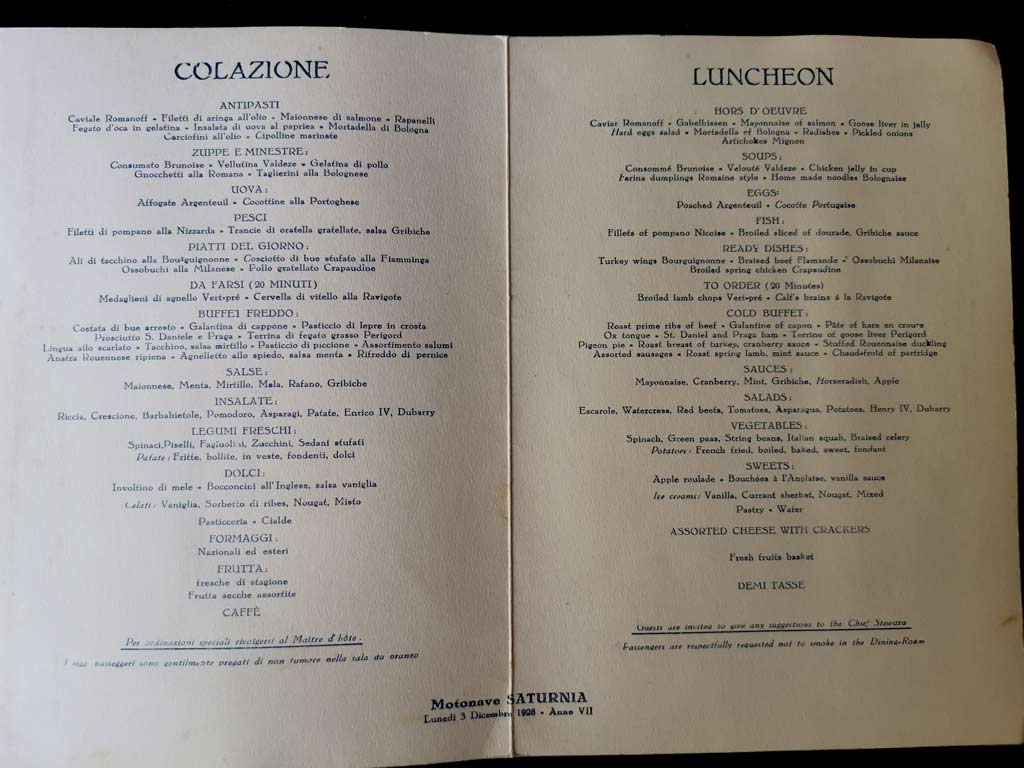 COLAZIONE
ANTIPASTI
Caviale Romanoff - Filetti di aringa all'olio - Maionnese di salmone - Rapanelli
Fegato d'oca in gelatina - Insalata di uova al papriea - Mortadella di Bologna
Carciofini all'olio - Cipolline marinate
ZUPPE E MINESTRE:
Consumato Brunoise - Vellutina Valdeze - Gelatina di pollo
Gnocchetti alla Romana - Taglierini alla Bolognese
UOVA:
Affogate Argenteuil - Cocottine alla Portoghese
PESCI
Filetti di pompano alla Nizzarda - Trancie di oratella gratellate, salsa Gribiche
PIATTI DEL GIORNO:
Ali di tacchino alla Bourguignonne - Cosciotto di bue stufato alla Fiamminga
Ossobuchi alla Milanese - Pollo gratellato Crapaudine
DA FARSI (20 MINUTI)
Medaglioni di agnello Vert-pré - Cervella di vitello alla Ravigote
BUFFET FREDDO:
Costata di bue arrosto - Galantina di cappone - Pasticcio di lepre in crosta
Prosciutto S. Daniele e Praga - Terrina di fegato grasso Perigord
Lingua allo scarlato - Tacchino, salsa mirtillo - Pasticcio di piccione - Assortimento salumi
Anatra Rouennese ripiena - Agnelletto allo spiedo, salsa menta - Rifreddo di pernice
SALSE:
Maionnese, Menta, Mirtillo, Mela, Rafano, Gribiche
INSALATE:
Riccia, Crescione, Barbabietole, Pomodoro, Asparagi, Patate, Enrico IV, Dubarry
LEGUMI FRESCHI:
Spinaci, Piselli, Fagiuolini, Zucchini, Sedani stufati
Patate: Fritte, bollite, in veste, fondenti, dolci
DOLCI:
Involtino di mele - Bocconcini all'Inglese, salsa vaniglia
Gelati: Vaniglia, Sorbetto di ribes, Nougat, Misto
Pasticceria - Cialde
FORMAGGI:
Nazionali ed esteri
FRUTTA:
fresche di stagione
Frutta secche assortite
CAFFÈ
Per ordinazioni speciali rivolgersi al Maître d'hôte.
passeggeri sono gentilmente pregati di non fumare nella sala da pranzo
LUNCHEON
HORS D'OEUVRE
Caviar Romanoff - Gabelbissen - Mayonnaise of salmon - Goose liver in jelly
Hard eggs salad - Mortadella of Bologna - Radishes - Pickled onions
Artichokes Mignon
SOUPS:
Consommé Brunoise - Velouté Valdeze - Chicken jelly in cup
Farina dumplings Romaine style - Home made noodles Bolognaise
EGGS:
Poached Argenteuil - Cocotte Portugaise
FISH:
Fillets of pompano Nicoise - Broiled sliced of dourade, Gribiche sauce
READY DISHES:
Turkey wings Bourguignonne - Braised beef Flamande - Ossobuchi Milanaise
Broiled spring chicken Crapaudine
TO ORDER (20 Minutes)
Broiled lamb chops Vert-pré - Calf's brains à la Ravigote
COLD BUFFET:
Roast prime ribs of beef - Galantine of capon - Pâte of hare en croute
Ox tongue - St. Daniel and Praga ham - Terrine of goose liver Perigord
Pigeon pie - Roast breast of turkey, cranberry sauce - Stuffed Rouennaise duckling
Assorted sausages - Roast spring lamb, mint sauce - Chaud-froid of partridge
SAUCES:
Mayonnaise, Cranberry, Mint, Gribiche, Horseradish, Apple
SALADS:
Escarole, Watercress, Red beets, Tomatoes, Asparagus, Potatoes, Henry IV, Dubarry
VEGETABLES:
Spinach, Green peas, String beans, Italian squah, Braised celery
Potatoes: French fried, boiled, baked, sweet, fondant
SWEETS:
Apple roulade - Bouchées à l'Anglaise, vanilla sauce
Ice creams: Vanilla, Currant sherbet, Nougat, Mixed
Pastry - Wafer
ASSORTED CHEESE WITH CRACKERS
Fresh fruits basket
DEMI TASSE
Guests are invited to give any suggestions to the Chief Steward
Passengers are respectfully requested not to smoke in the Dining-Room
Motonave SATURNIA
Lunedì 3 Dicembre 1928 - Anno VII